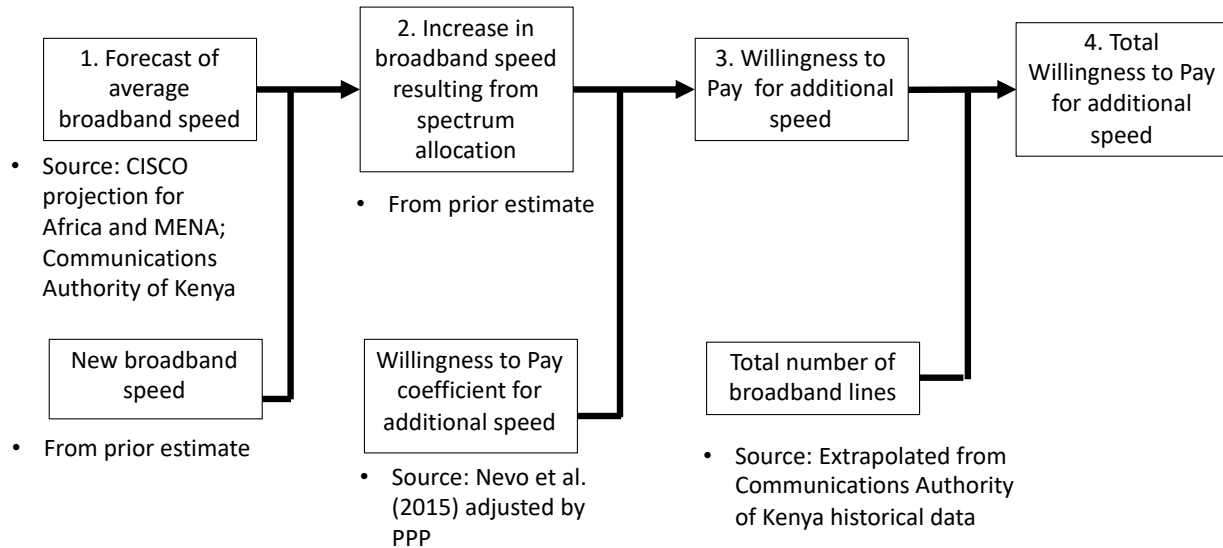 1. Forecast of
average
broadband speed
• Source: CISCO
projection for
Africa and MENA;
Communications
Authority of Kenya
New broadband
speed
• From prior estimate
2. Increase in
broadband speed
resulting from
spectrum
allocation
• From prior estimate
Willingness to Pay
coefficient for
additional speed
• Source: Nevo et al.
(2015) adjusted by
PPP
3. Willingness to
Pay for additional
speed
Total number of
broadband lines
• Source: Extrapolated from
Communications Authority
of Kenya historical data
4. Total
Willingness to Pay
for additional
speed